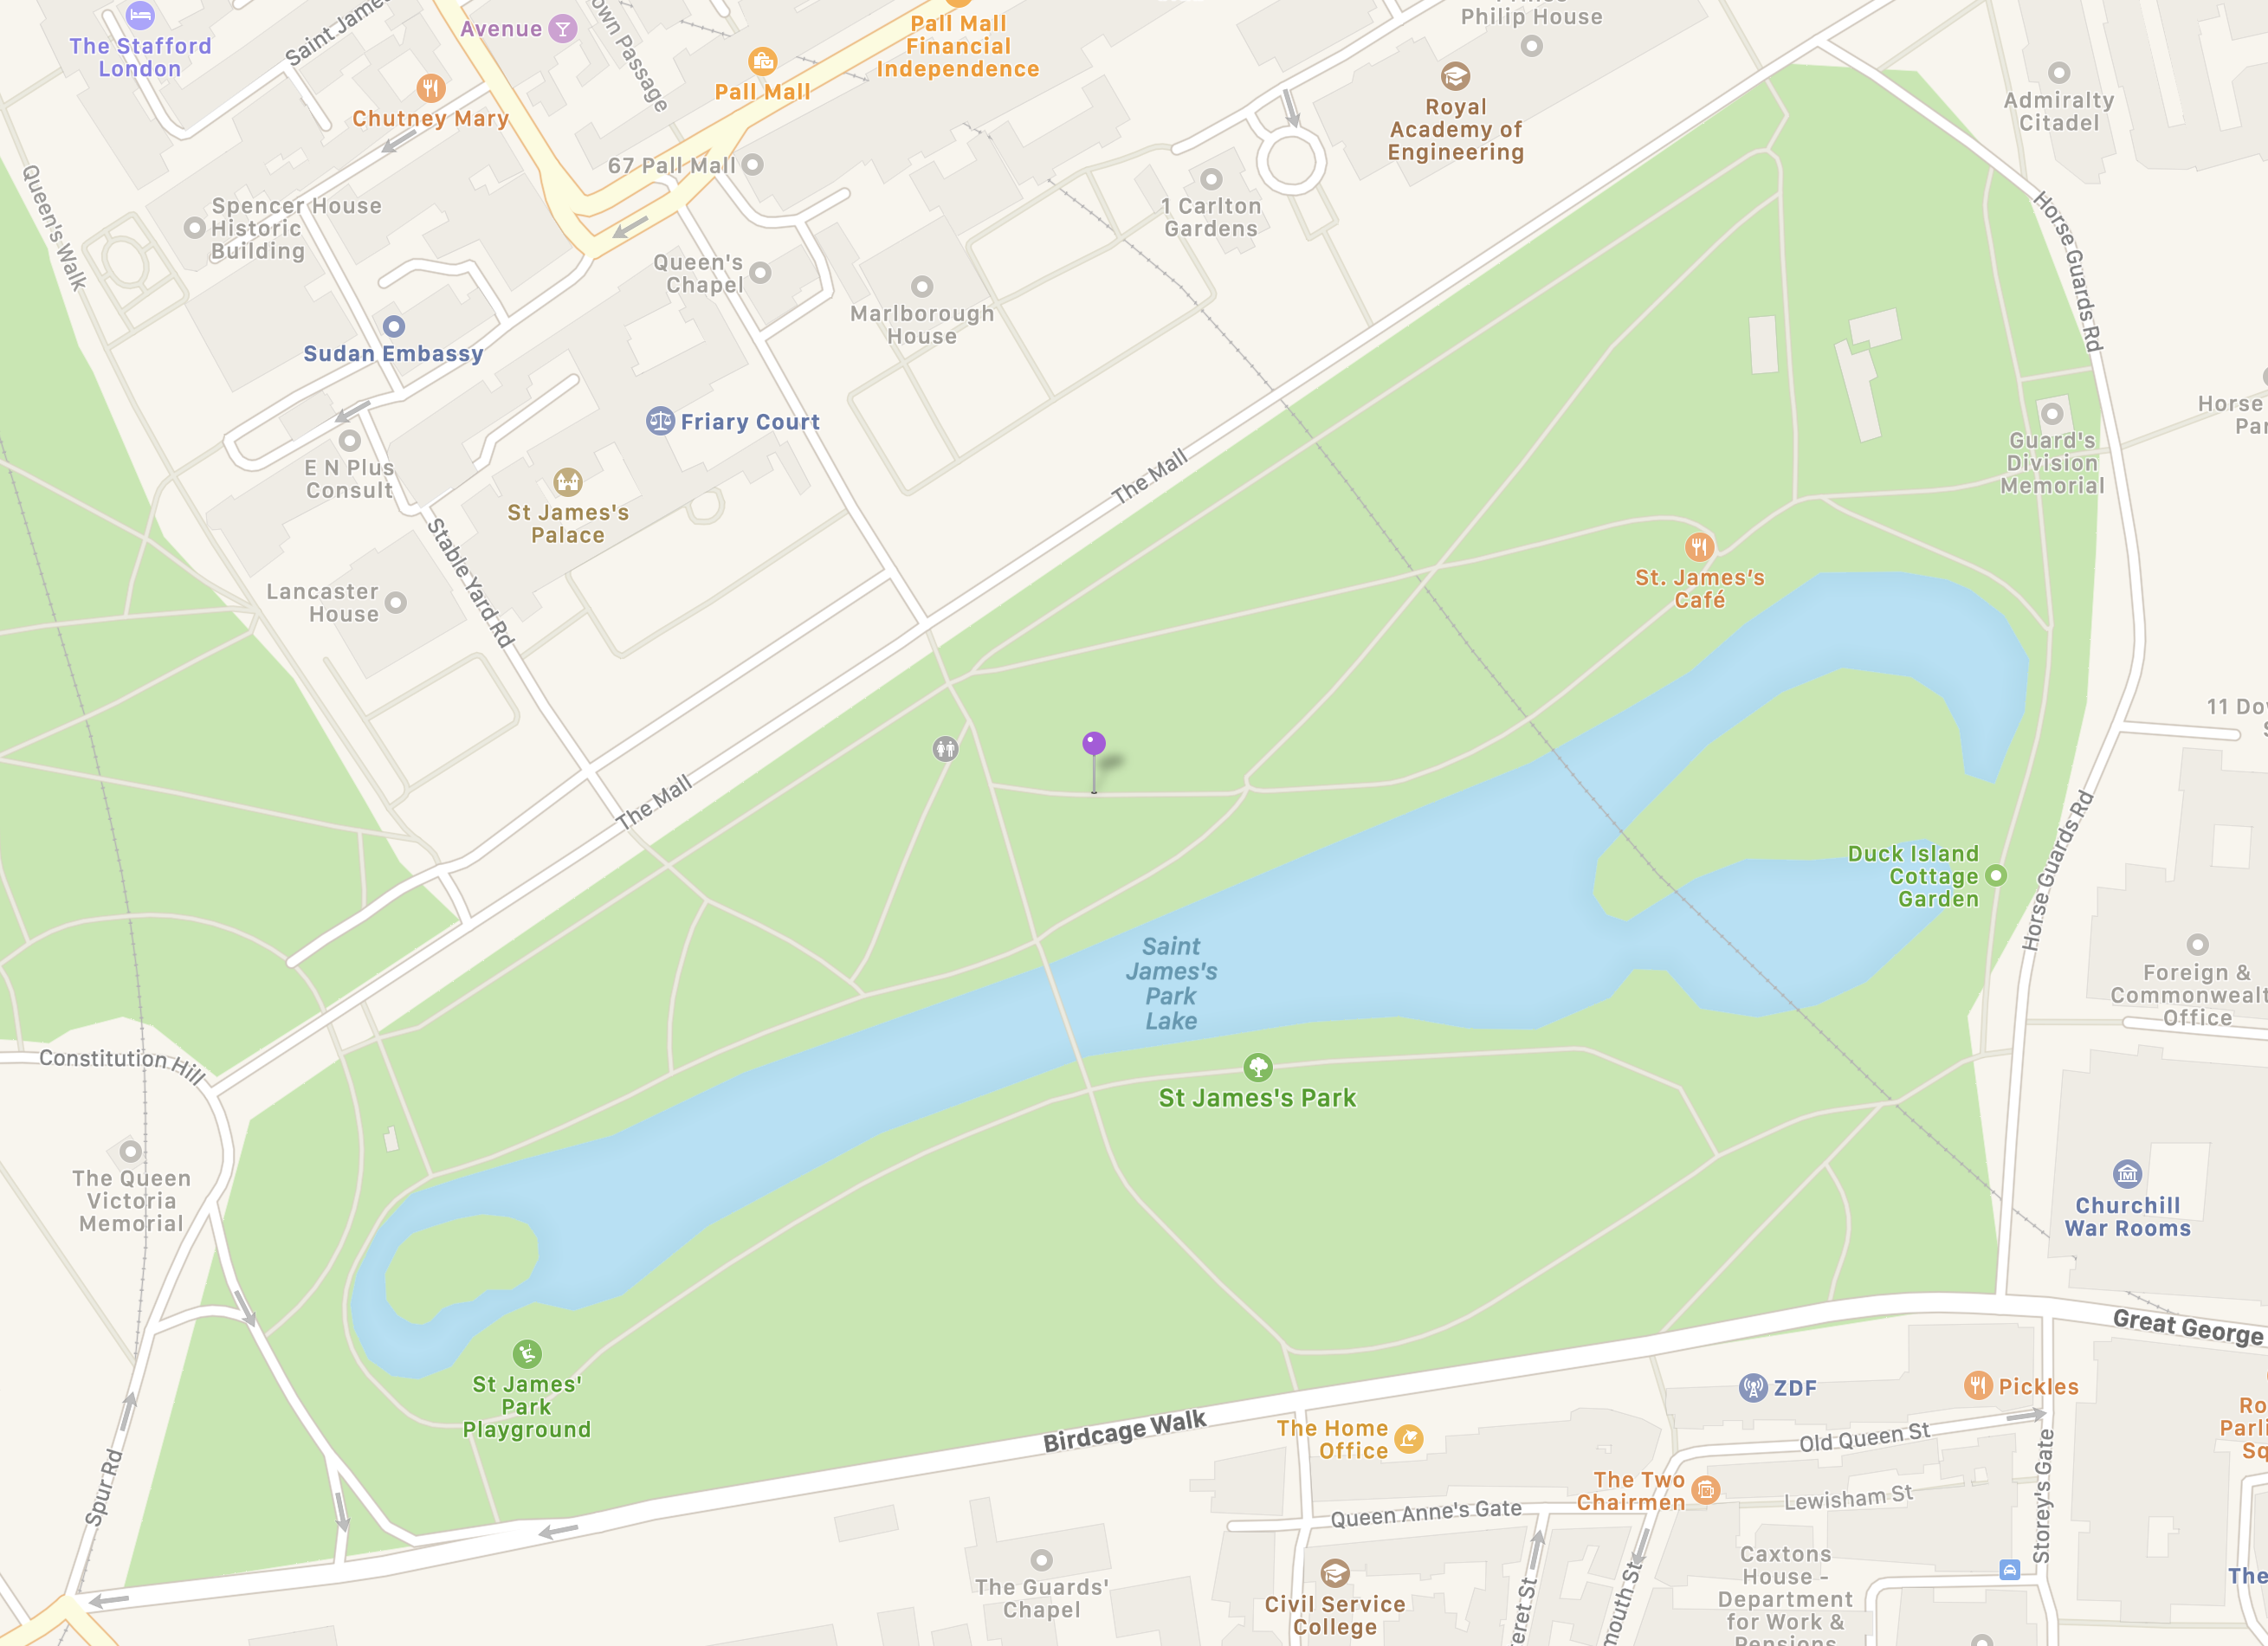 The Stafford
London
Saint James
Avenue
own Passage
Pall Mall
Financial
Independence
Pall Mall
Philip House
Royal
Academy of
Engineering
Admiralty
Citadel
Chutney Mary
67 Pall Mall
Queen's Walk
Spencer House
Historic
Building
1 Carlton
Gardens
Horse Guards Rd
Queen's
Chapel
Marlborough
House
Sudan Embassy
Friary Court
Horse
Guard's
Division
Memorial
E N Plus
Consult
The Mall
St James's
Palace
Stable Yard Rd
St. James's
Café
Lancaster
House
11 Do
The Mall
Duck Island
Cottage
Garden
Horse Guards Rd
Saint
James's
Park
Lake
Foreign &
Commonwealt
Office
Constitution Hill
St James's Park
The Queen
Victoria
Memorial
Churchill
War Rooms
Great George
St James'
Park
Playground
ZDF
Pickles
Birdcage Walk
The Home
Office
Old Queen St
Ro
Parli
Sq
Spur Rd
The Two
Chairmen
Lewisham St
Queen Anne's Gate
Storey's Gate
The Guards'
Chapel
Civil Service
College
eret St
mouth St
Caxtons
House -
Department
for Work &
Pensions
The